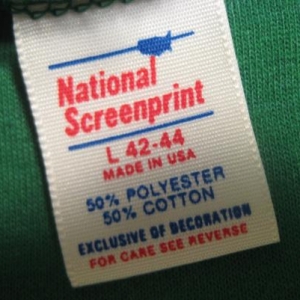 National
Screenprint
L 42-44
MADE IN USA
50% POLYESTER
50% COTTON
EXCLUSIVE OF DECORATION
FOR CARE SEE REVERSE